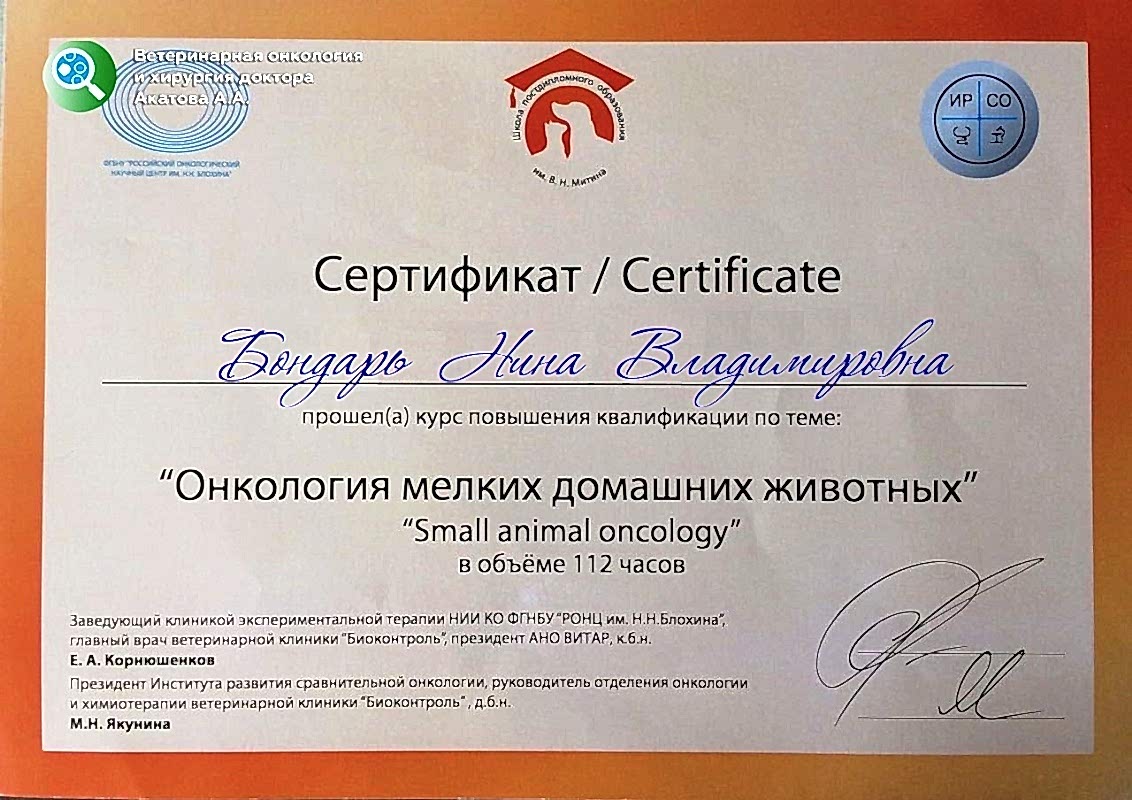 Ветеринарная онкология
и хирургия доктора
Акатова А.А.
ФГБНУ "РОССИЙСКИЙ ОНКОЛОГИЧЕСКИЙ
НАУЧНЫЙ ЦЕНТР ИМ. Н.Н. БЛОХИНА"
Школа постдипломного образования
им. В. Н. Митина
ИР СО
Сертификат / Certificate
Бондарь Нина Владимировна
прошел(а) курс повышения квалификации по теме:
“Онкология мелких домашних животных”
“Small animal oncology”
в объёме 112 часов
Заведующий клиникой экспериментальной терапии НИИ КО ФГНБУ “РОНЦ им. Н.Н.Блохина”,
главный врач ветеринарной клиники “Биоконтроль”, президент АНО ВИТАР, к.б.н.
Е. А. Корнюшенков
Президент Института развития сравнительной онкологии, руководитель отделения онкологии
и химиотерапии ветеринарной клиники “Биоконтроль” , д.б.н.
М.Н. Якунина